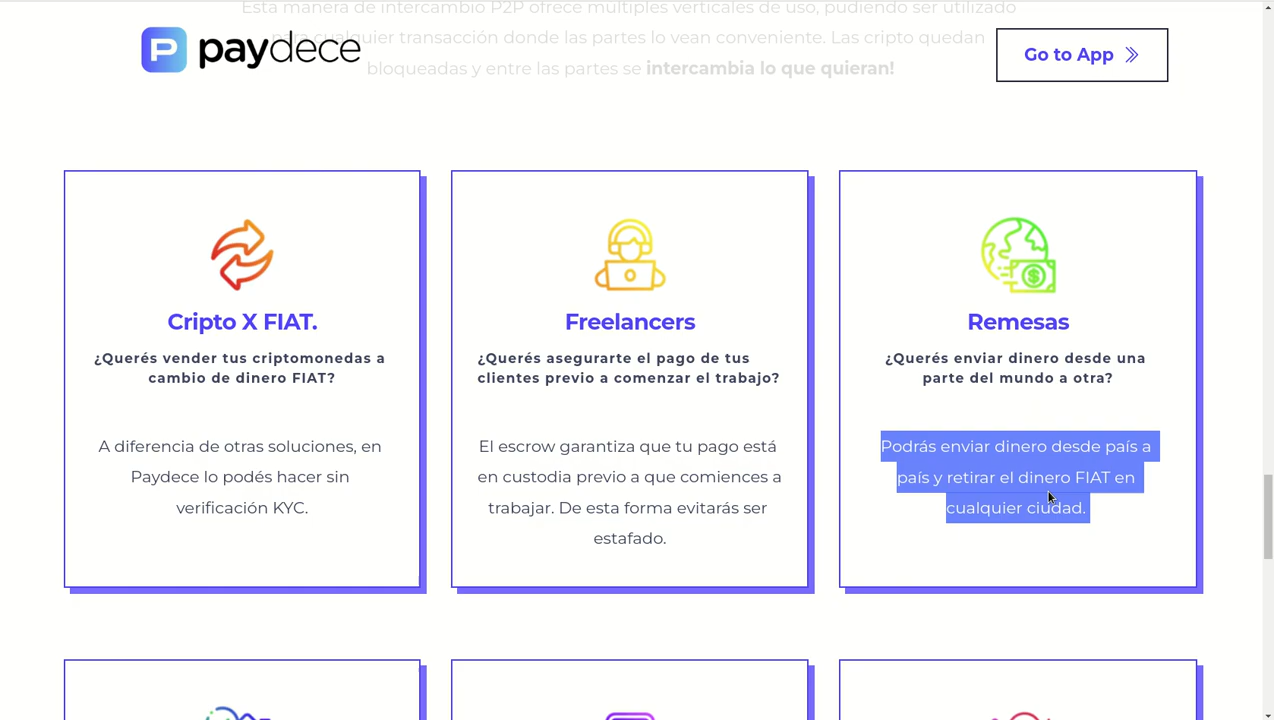 Esta manera de intercambio P2P ofrece múltiples verticales de uso, pudiendo ser utilizado
para cualquier transacción donde las partes lo vean conveniente. Las cripto quedan
bloqueadas y entre las partes se intercambia lo que quieran!
paydece
Go to App
Cripto X FIAT.
¿Querés vender tus criptomonedas a
cambio de dinero FIAT?
A diferencia de otras soluciones, en
Paydece lo podés hacer sin
verificación KYC.
Freelancers
¿Querés asegurarte el pago de tus
clientes previo a comenzar el trabajo?
El escrow garantiza que tu pago está
en custodia previo a que comiences a
trabajar. De esta forma evitarás ser
estafado.
Remesas
¿Querés enviar dinero desde una
parte del mundo a otra?
Podrás enviar dinero desde país a
país y retirar el dinero FIAT en
cualquier ciudad.